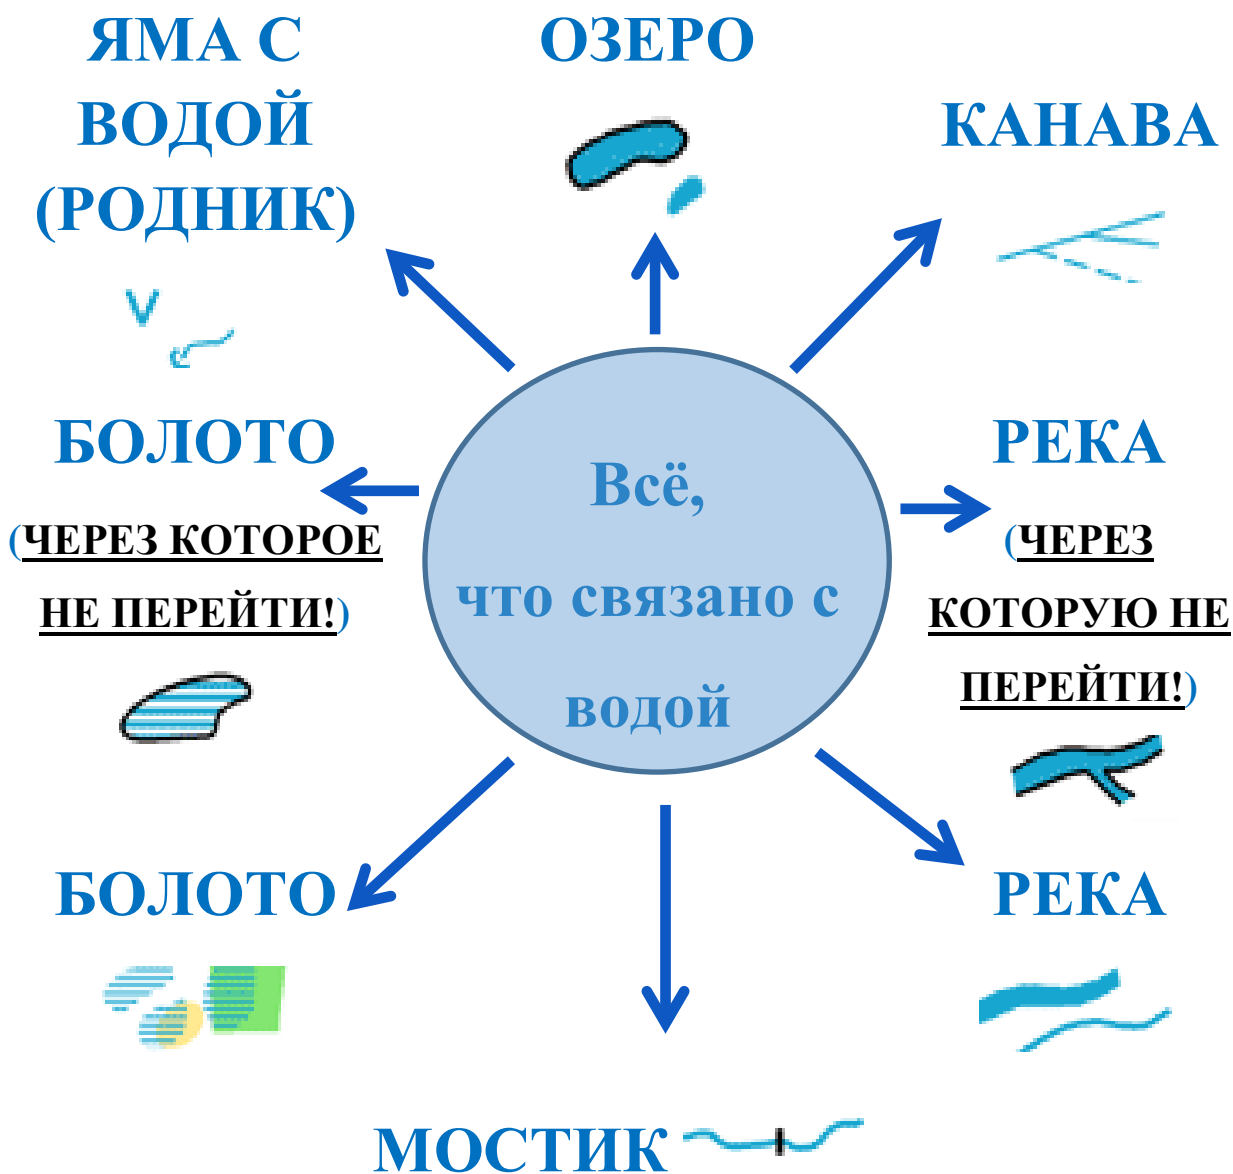 ЯМА С
ВОДОЙ
(РОДНИК)
ОЗЕРО
КАНАВА
БОЛОТО
(ЧЕРЕЗ КОТОРОЕ
НЕ ПЕРЕЙТИ!)
Всё,
что связано с
водой
РЕКА
(ЧЕРЕЗ
КОТОРУЮ НЕ
ПЕРЕЙТИ!)
БОЛОТО
РЕКА
МОСТИК